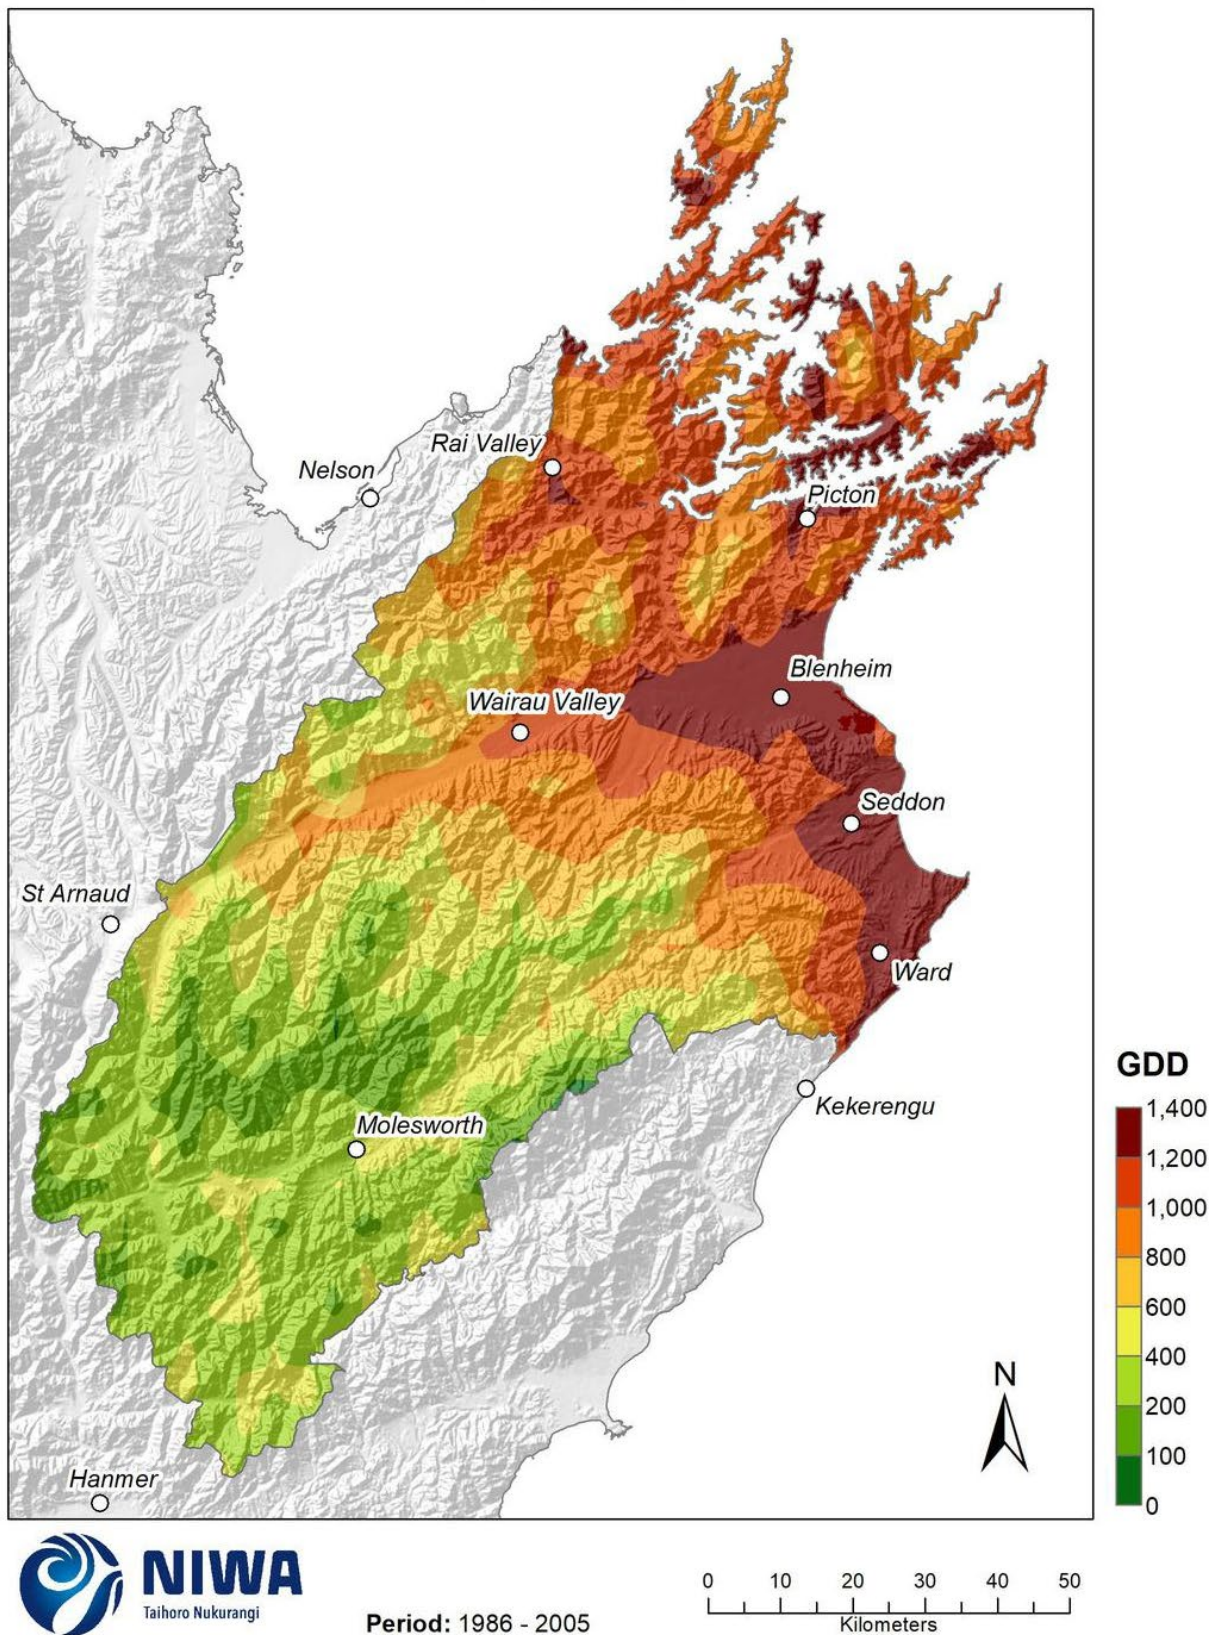 Rai Valley
Nelson
Picton
Blenheim
Wairau Valley
Seddon
St Arnaud
Ward
GDD
Kekerengu
1,400
Molesworth
1,200
1,000
800
600
N
400
200
100
Hanmer
0
NIWA
Taihoro Nukurangi
0 10 20 30 40 50
Period: 1986 - 2005
Kilometers